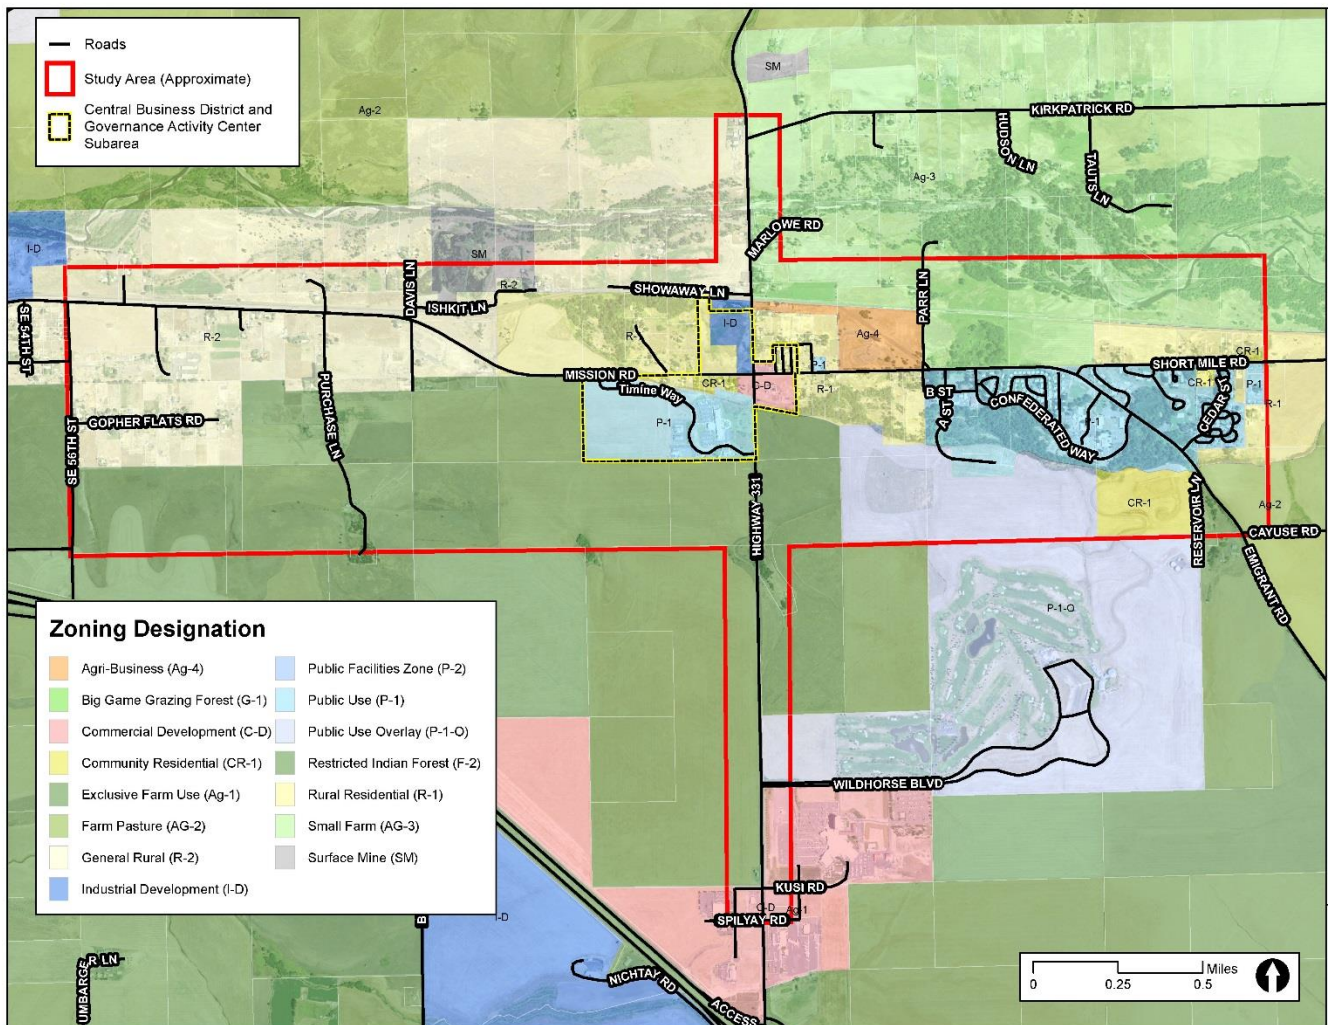 Roads
Study Area (Approximate)
Central Business District and
Governance Activity Center
Subarea
SM
Ag-2
KIRKPATRICK RD
HUDSON LN
TAUTS LN
Ag-3
MARLOWE RD
I-D
SM
DAVIS LN
R-2
ISHKIT LN
SHOWAWAY LN
PARR LN
SE 54TH ST
R-2
I-D
Ag-4
CR-1
SHORT MILE RD
P-1
MISSION RD
CR-1
C-D
R-1
Timine Way
PURCHASE LN
B ST
A ST
CONFEDERATED WAY
CEDAR ST
CR-1
P-1
R-1
GOPHER FLATS RD
SE 56TH ST
P-1
HIGHWAY 331
CR-1
RESERVOIR LN
Ag-2
CAYUSE RD
EMIGRANT RD
P-1-O
Zoning Designation
Agri-Business (Ag-4)
Big Game Grazing Forest (G-1)
Commercial Development (C-D)
Community Residential (CR-1)
Exclusive Farm Use (Ag-1)
Farm Pasture (AG-2)
General Rural (R-2)
Industrial Development (I-D)
Public Facilities Zone (P-2)
Public Use (P-1)
Public Use Overlay (P-1-O)
Restricted Indian Forest (F-2)
Rural Residential (R-1)
Small Farm (AG-3)
Surface Mine (SM)
WILDHORSE BLVD
KUSI RD
C-D
Ag-1
SPILYAY RD
I-D
B
R LN
UMBARGE
NICHTAY RD
ACCESS
Miles
0
0.25
0.5